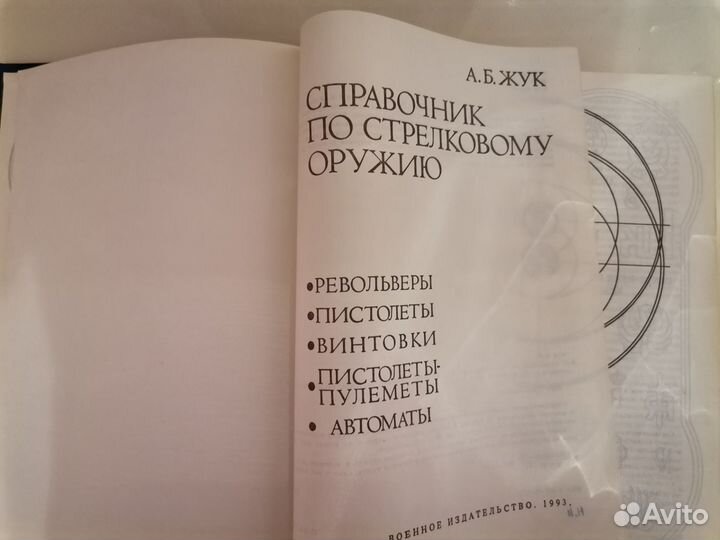 А.Б.ЖУК
СПРАВОЧНИК
ПО СТРЕЛКОВОМУ
ОРУЖИЮ
•РЕВОЛЬВЕРЫ
•ПИСТОЛЕТЫ
•ВИНТОВКИ
•ПИСТОЛЕТЫ-
ПУЛЕМЕТЫ
• АВТОМАТЫ
ВОЕННОЕ ИЗДАТЕЛЬСТВО. 1993.
Avito